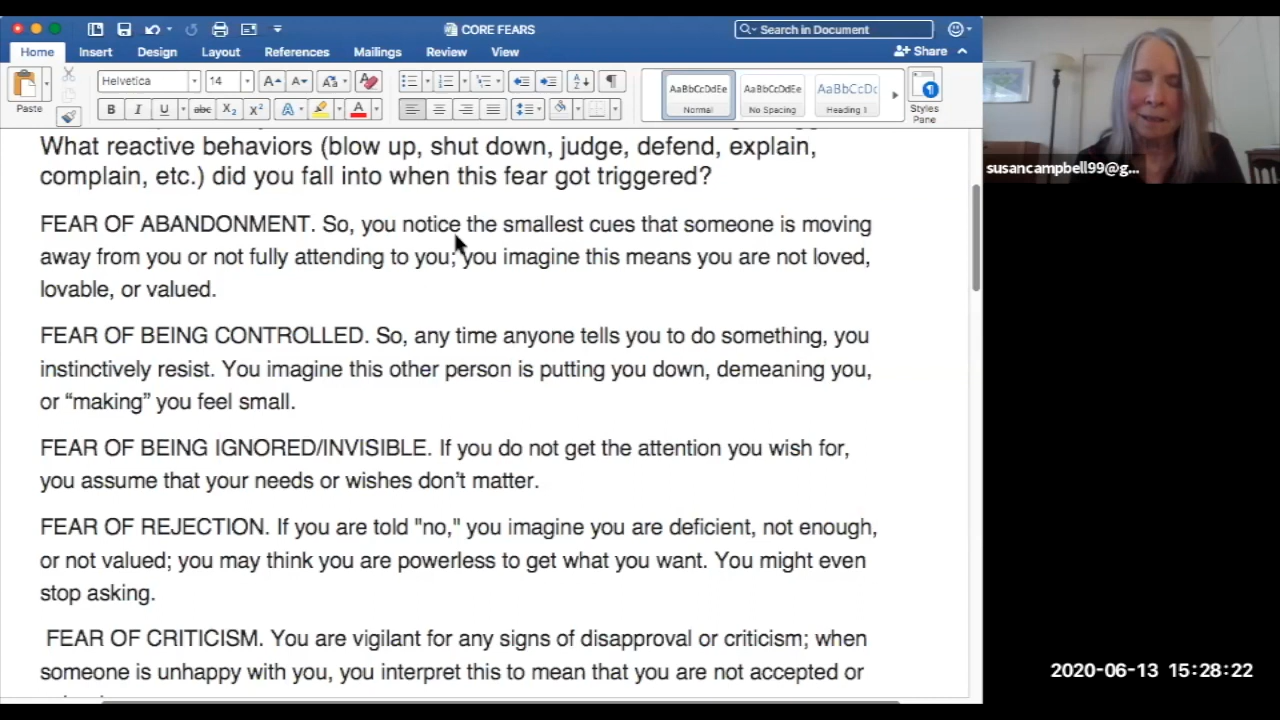 CORE FEARS
Search in Document
Home Insert Design Layout References Mailings Review View
Share
Paste
Helvetica 14
B I U abc X₂ X²
AaBbCcDdEe AaBbCcDdEe AaBbCcDc
Normal No Spacing Heading 1
Styles
Pane
What reactive behaviors (blow up, shut down, judge, defend, explain,
complain, etc.) did you fall into when this fear got triggered?
FEAR OF ABANDONMENT. So, you notice the smallest cues that someone is moving
away from you or not fully attending to you; you imagine this means you are not loved,
lovable, or valued.
FEAR OF BEING CONTROLLED. So, any time anyone tells you to do something, you
instinctively resist. You imagine this other person is putting you down, demeaning you,
or “making” you feel small.
FEAR OF BEING IGNORED/INVISIBLE. If you do not get the attention you wish for,
you assume that your needs or wishes don’t matter.
FEAR OF REJECTION. If you are told "no," you imagine you are deficient, not enough,
or not valued; you may think you are powerless to get what you want. You might even
stop asking.
FEAR OF CRITICISM. You are vigilant for any signs of disapproval or criticism; when
someone is unhappy with you, you interpret this to mean that you are not accepted or
susancampbell99@g...
2020-06-13 15:28:22